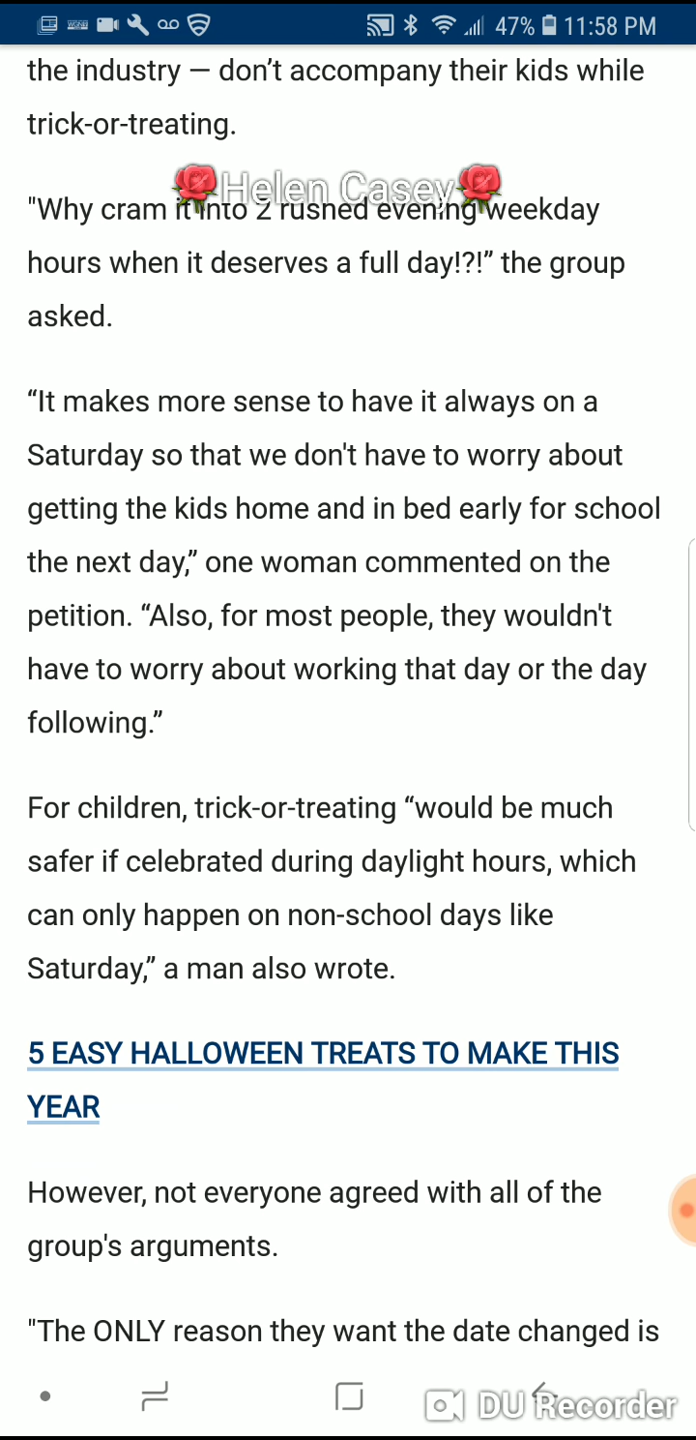 47% 11:58 PM
the industry — don’t accompany their kids while
trick-or-treating.
Helen Casey
"Why cram it into 2 rushed evening weekday
hours when it deserves a full day!?!” the group
asked.
“It makes more sense to have it always on a
Saturday so that we don't have to worry about
getting the kids home and in bed early for school
the next day,” one woman commented on the
petition. “Also, for most people, they wouldn't
have to worry about working that day or the day
following.”
For children, trick-or-treating “would be much
safer if celebrated during daylight hours, which
can only happen on non-school days like
Saturday,” a man also wrote.
5 EASY HALLOWEEN TREATS TO MAKE THIS
YEAR
However, not everyone agreed with all of the
group's arguments.
"The ONLY reason they want the date changed is
DU Recorder